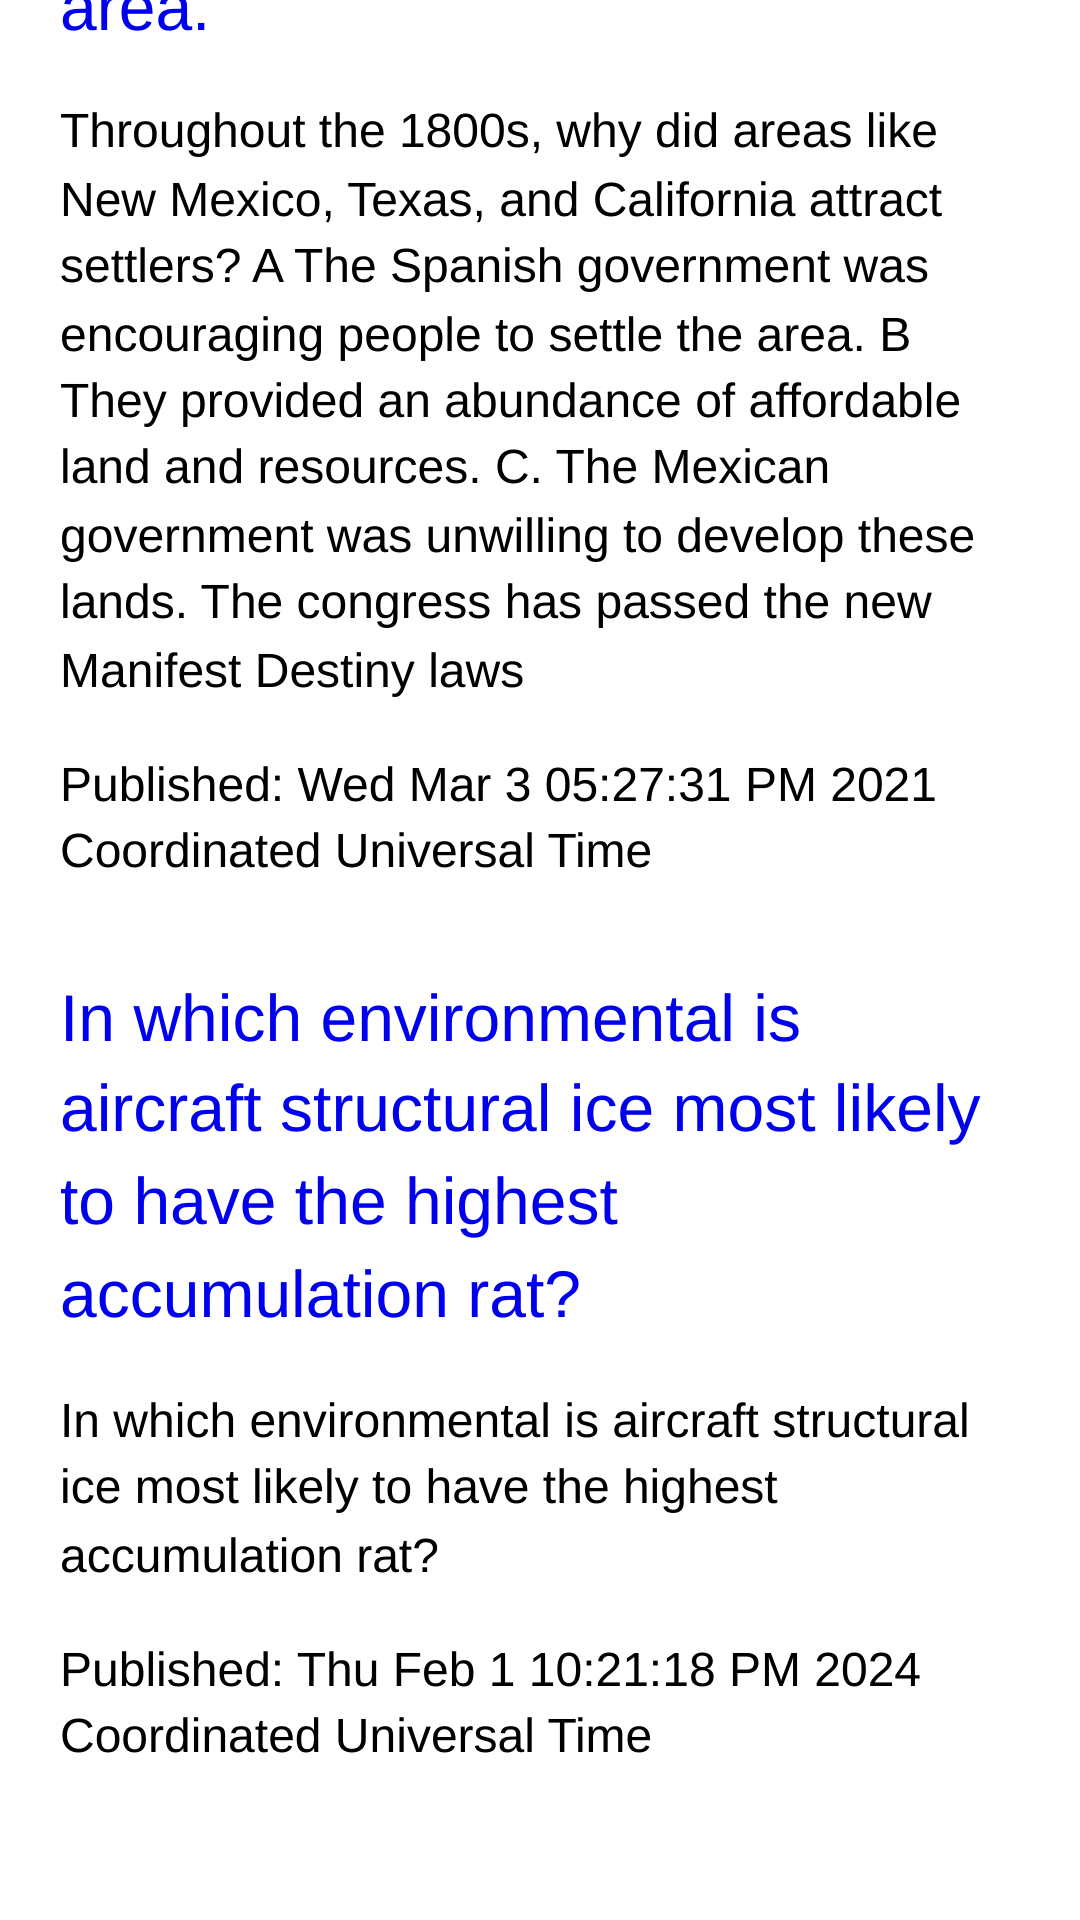 area.
Throughout the 1800s, why did areas like
New Mexico, Texas, and California attract
settlers? A The Spanish government was
encouraging people to settle the area. B
They provided an abundance of affordable
land and resources. C. The Mexican
government was unwilling to develop these
lands. The congress has passed the new
Manifest Destiny laws
Published: Wed Mar 3 05:27:31 PM 2021
Coordinated Universal Time
In which environmental is
aircraft structural ice most likely
to have the highest
accumulation rat?
In which environmental is aircraft structural
ice most likely to have the highest
accumulation rat?
Published: Thu Feb 1 10:21:18 PM 2024
Coordinated Universal Time